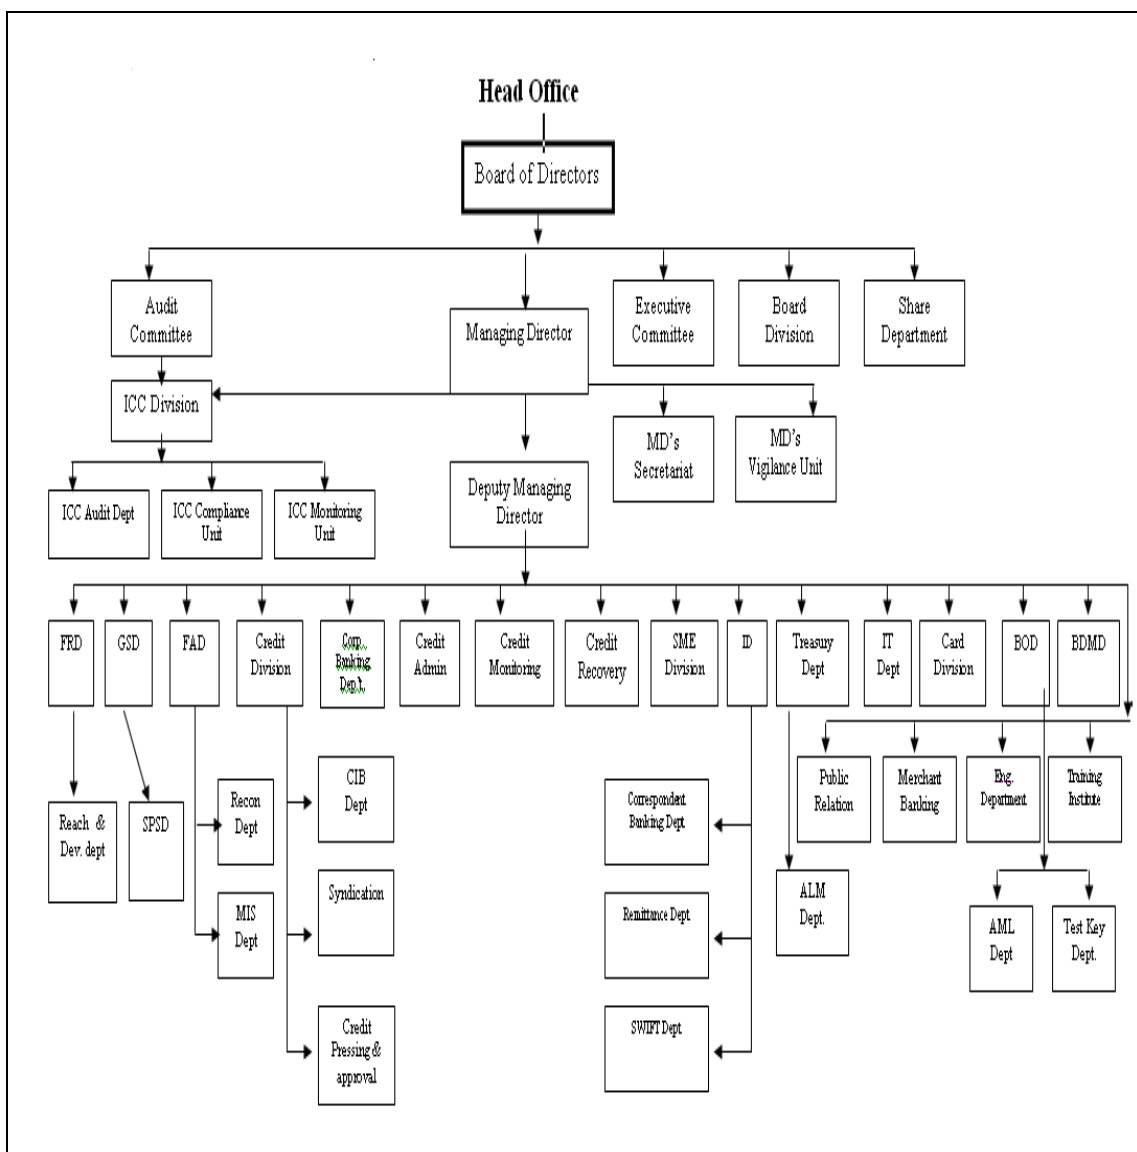 Head Office
Board of Directors
Audit
Committee
Managing Director
Executive
Committee
Board
Division
Share
Department
ICC Division
MD's
Secretariat
MD's
Vigilance Unit
ICC Audit Dept
ICC Compliance
Unit
ICC Monitoring
Unit
Deputy Managing
Director
FRD
GSD
FAD
Credit
Division
Corp.
Banking
Dep.t.
Credit
Admin
Credit
Monitoring
Credit
Recovery
SME
Division
ID
Treasury
Dept
IT
Dept
Card
Division
BOD
BDMD
Public
Relation
Merchant
Banking
Eng.
Department
Training
Institute
Reach &
Dev. dept
SPSD
Recon
Dept
CIB
Dept
Correspondent
Banking Dept.
MIS
Dept
Syndication
Remittance Dept.
ALM
Dept.
AML
Dept
Test Key
Dept.
Credit
Pressing &
approval
SWIFT Dept.